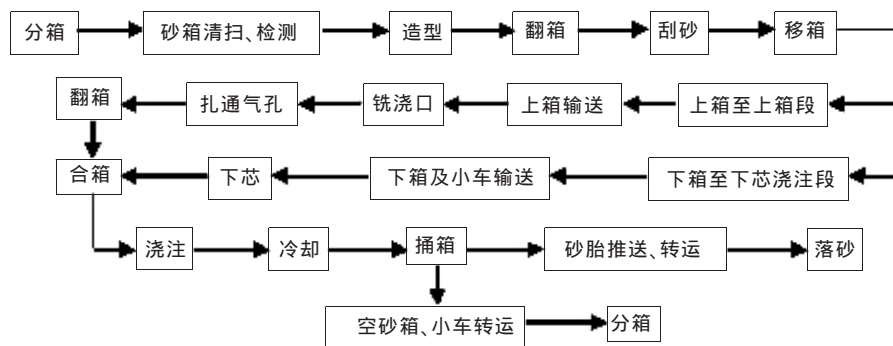 分箱 砂箱清扫、检测 造型 翻箱 刮砂 移箱
翻箱 扎通气孔 铣浇口 上箱输送 上箱至上箱段
合箱 下芯 下箱及小车输送 下箱至下芯浇注段
浇注 冷却 捅箱 砂胎推送、转运 落砂
空砂箱、小车转运 分箱